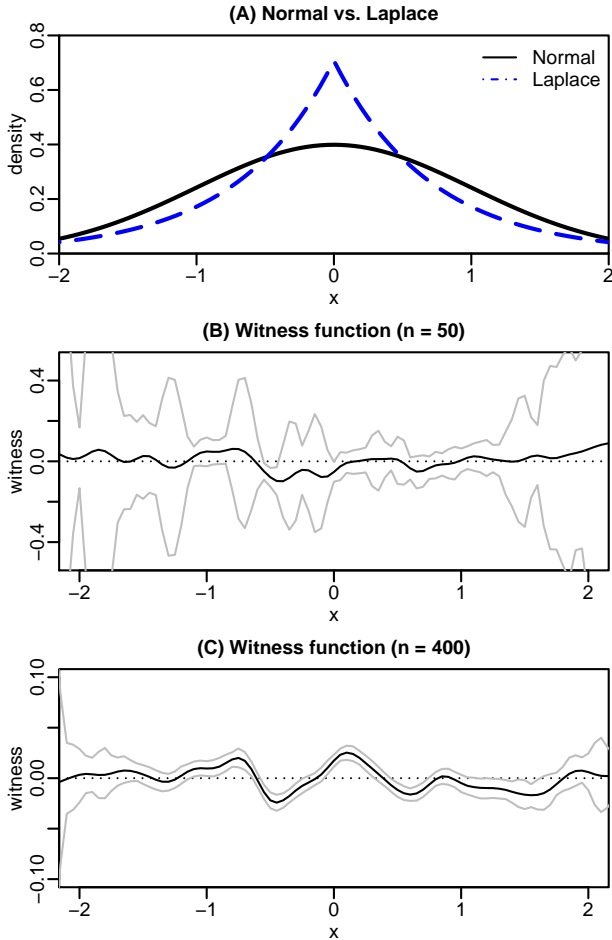 (A) Normal vs. Laplace
density
0.0 0.2 0.4 0.6 0.8
Normal
Laplace
−2 −1 0 1 2
x
(B) Witness function (n = 50)
witness
−0.4 0.0 0.4
−2 −1 0 1 2
x
(C) Witness function (n = 400)
witness
−0.10 0.00 0.10
−2 −1 0 1 2
x